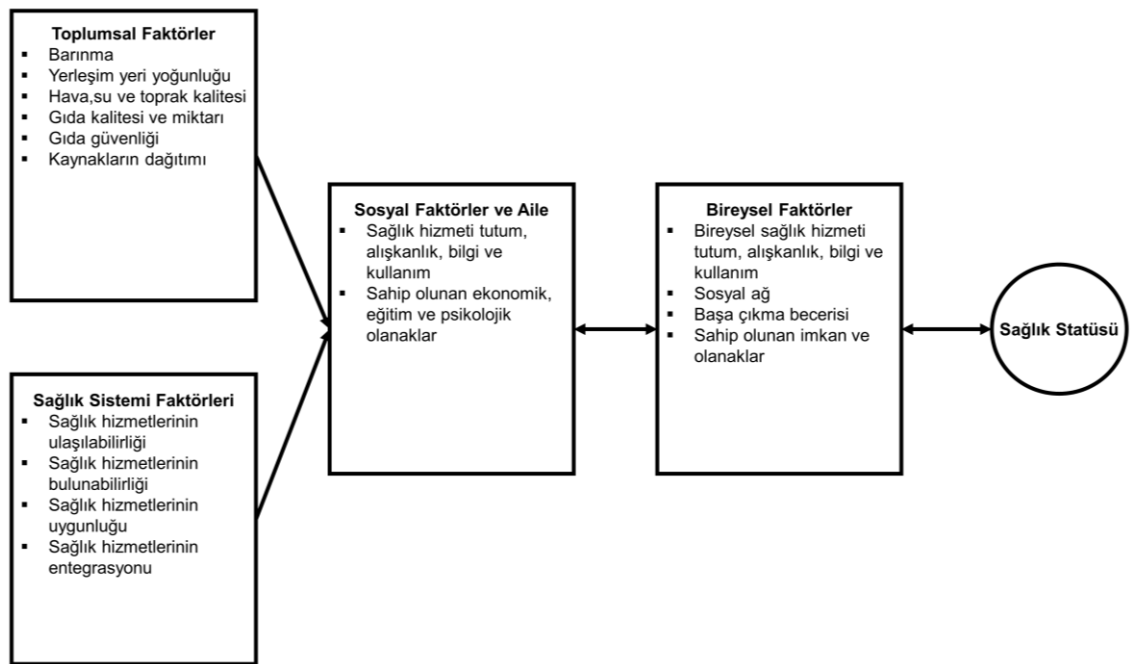 Toplumsal Faktörler
▪ Barınma
▪ Yerleşim yeri yoğunluğu
▪ Hava,su ve toprak kalitesi
▪ Gıda kalitesi ve miktarı
▪ Gıda güvenliği
▪ Kaynakların dağıtımı
Sağlık Sistemi Faktörleri
▪ Sağlık hizmetlerinin
ulaşılabilirliği
▪ Sağlık hizmetlerinin
bulunabilirliği
▪ Sağlık hizmetlerinin
uygunluğu
▪ Sağlık hizmetlerinin
entegrasyonu
Sosyal Faktörler ve Aile
▪ Sağlık hizmeti tutum,
alışkanlık, bilgi ve
kullanım
▪ Sahip olunan ekonomik,
eğitim ve psikolojik
olanaklar
Bireysel Faktörler
▪ Bireysel sağlık hizmeti
tutum, alışkanlık, bilgi ve
kullanım
▪ Sosyal ağ
▪ Başa çıkma becerisi
▪ Sahip olunan imkan ve
olanaklar
Sağlık Statüsü